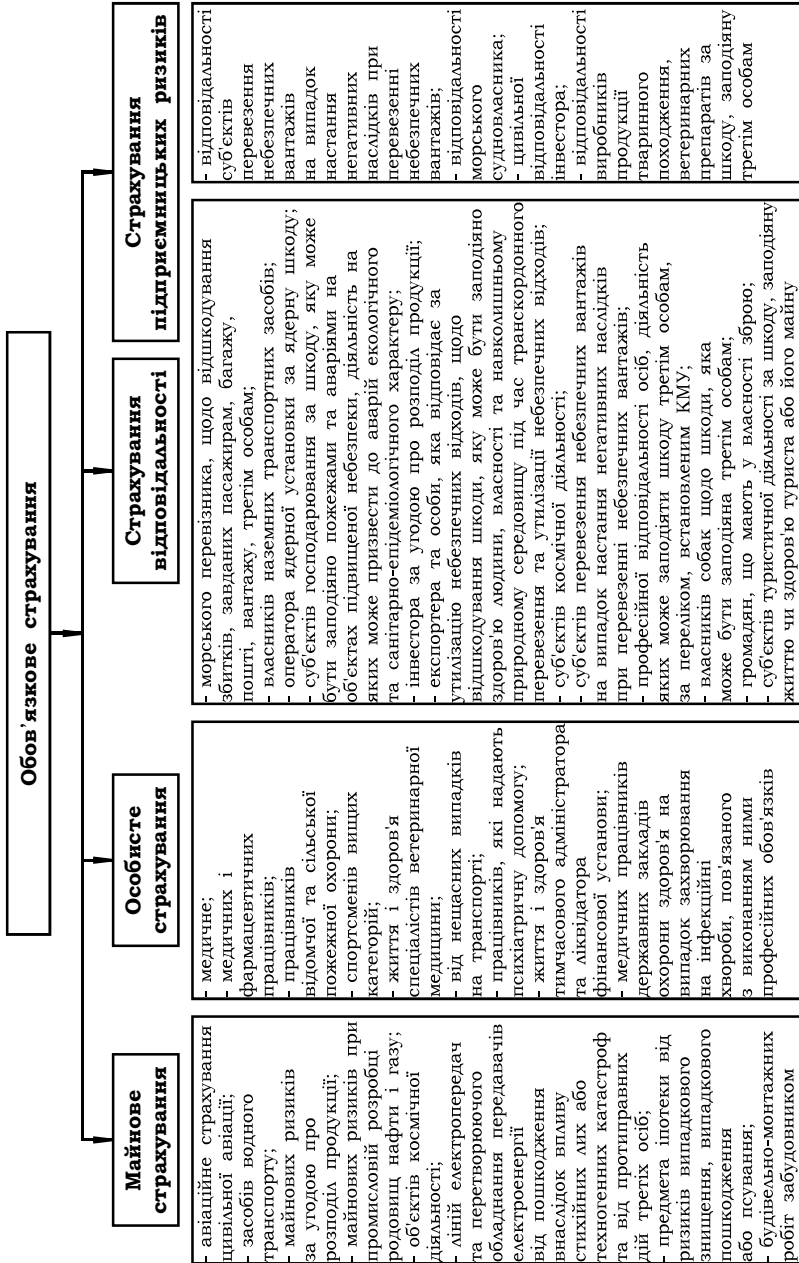 Обов'язкове страхування
Майнове
страхування
- авіаційне страхування
цивільної авіації;
- засобів водного
транспорту;
- майнових ризиків
за угодою про
розподіл продукції;
- майнових ризиків при
промисловій розробці
родовищ нафти і газу;
- об'єктів космічної
діяльності;
- ліній електропередач
та перетворюючого
обладнання передавачів
електроенергії
від пошкодження
внаслідок впливу
стихійних лих або
техногенних катастроф
та від протиправних
дій третіх осіб;
- предмета іпотеки від
ризиків випадкового
знищення, випадкового
пошкодження
або псування;
- будівельно-монтажних
робіт забудовником
Особисте
страхування
- медичне;
- медичних і
фармацевтичних
працівників;
- працівників
відомчої та сільської
пожежної охорони;
- спортсменів вищих
категорій;
- життя і здоров'я
спеціалістів ветеринарної
медицини;
- від нещасних випадків
на транспорті;
- працівників, які надають
психіатричну допомогу;
- життя і здоров'я
тимчасового адміністратора
та ліквідатора
фінансової установи;
- медичних працівників
державних закладів
охорони здоров'я на
випадок захворювання
на інфекційні
хвороби, пов'язаного
з виконанням ними
професійних обов'язків
Страхування
відповідальності
- морського перевізника, щодо відшкодування
збитків, завданих пасажирам, багажу,
пошті, вантажу, третім особам;
- власників наземних транспортних засобів;
- оператора ядерної установки за ядерну шкоду;
- суб'єктів господарювання за шкоду, яку може
бути заподіяно пожежами та аваріями на
об'єктах підвищеної небезпеки, діяльність на
яких може призвести до аварій екологічного
та санітарно-епідеміологічного характеру;
- інвестора за угодою про розподіл продукції;
- експортера та особи, яка відповідає за
утилізацію небезпечних відходів, щодо
відшкодування шкоди, яку може бути заподіяно
здоров'ю людини, власності та навколишньому
природному середовищу під час транскордонного
перевезення та утилізації небезпечних відходів;
- суб'єктів космічної діяльності;
- суб'єктів перевезення небезпечних вантажів
на випадок настання негативних наслідків
при перевезенні небезпечних вантажів;
- професійної відповідальності осіб, діяльність
яких може заподіяти шкоду третім особам,
за переліком, встановленим КМУ;
- власників собак щодо шкоди, яка
може бути заподіяна третім особам;
- громадян, що мають у власності зброю;
- суб'єктів туристичної діяльності за шкоду, заподіяну
життю чи здоров'ю туриста або його майну
Страхування
підприємницьких ризиків
- відповідальності
суб'єктів
перевезення
небезпечних
вантажів
на випадок
настання
негативних
наслідків при
перевезенні
небезпечних
вантажів;
- відповідальності
морського
судновласника;
- цивільної
відповідальності
інвестора;
- відповідальності
виробників
продукції
тваринного
походження,
ветеринарних
препаратів за
шкоду, заподіяну
третім особам